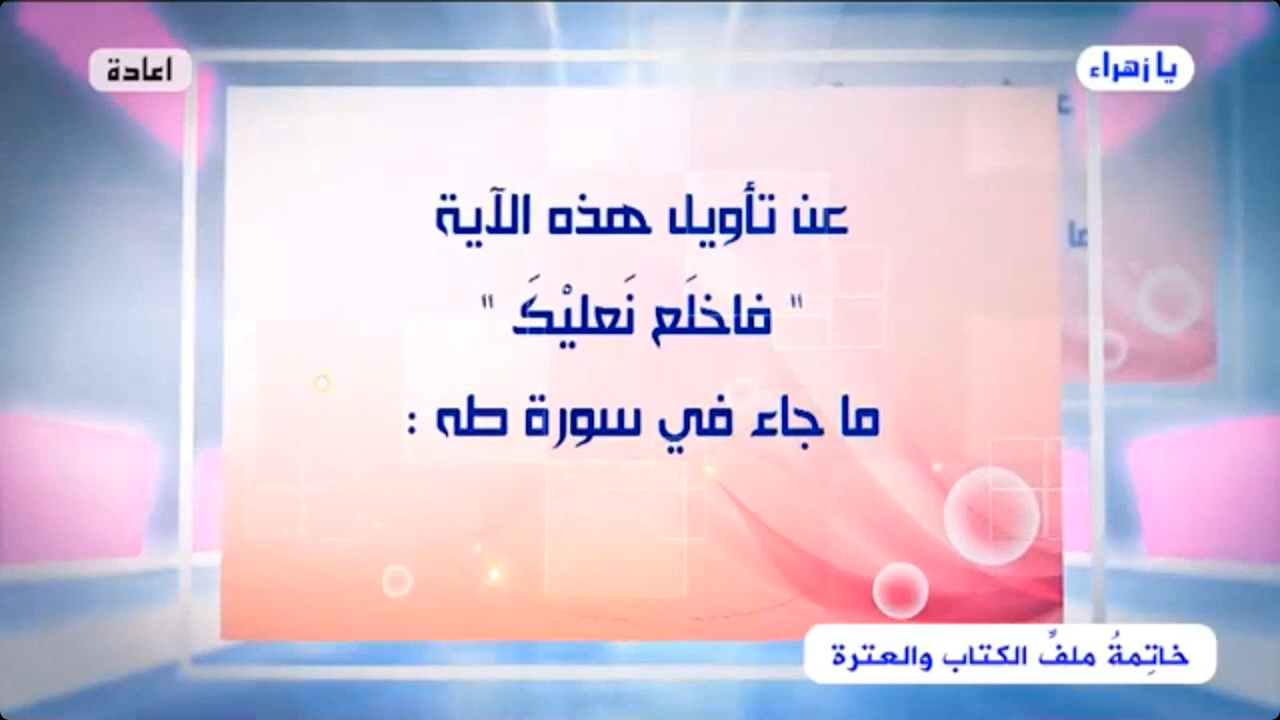 يا زهراء
اعادة
عن تأويل هذه الآية
" فاخلَع نَعليْكَ "
ما جاء في سورة طه :
خاتِمةُ ملفِّ الكتاب والعترة